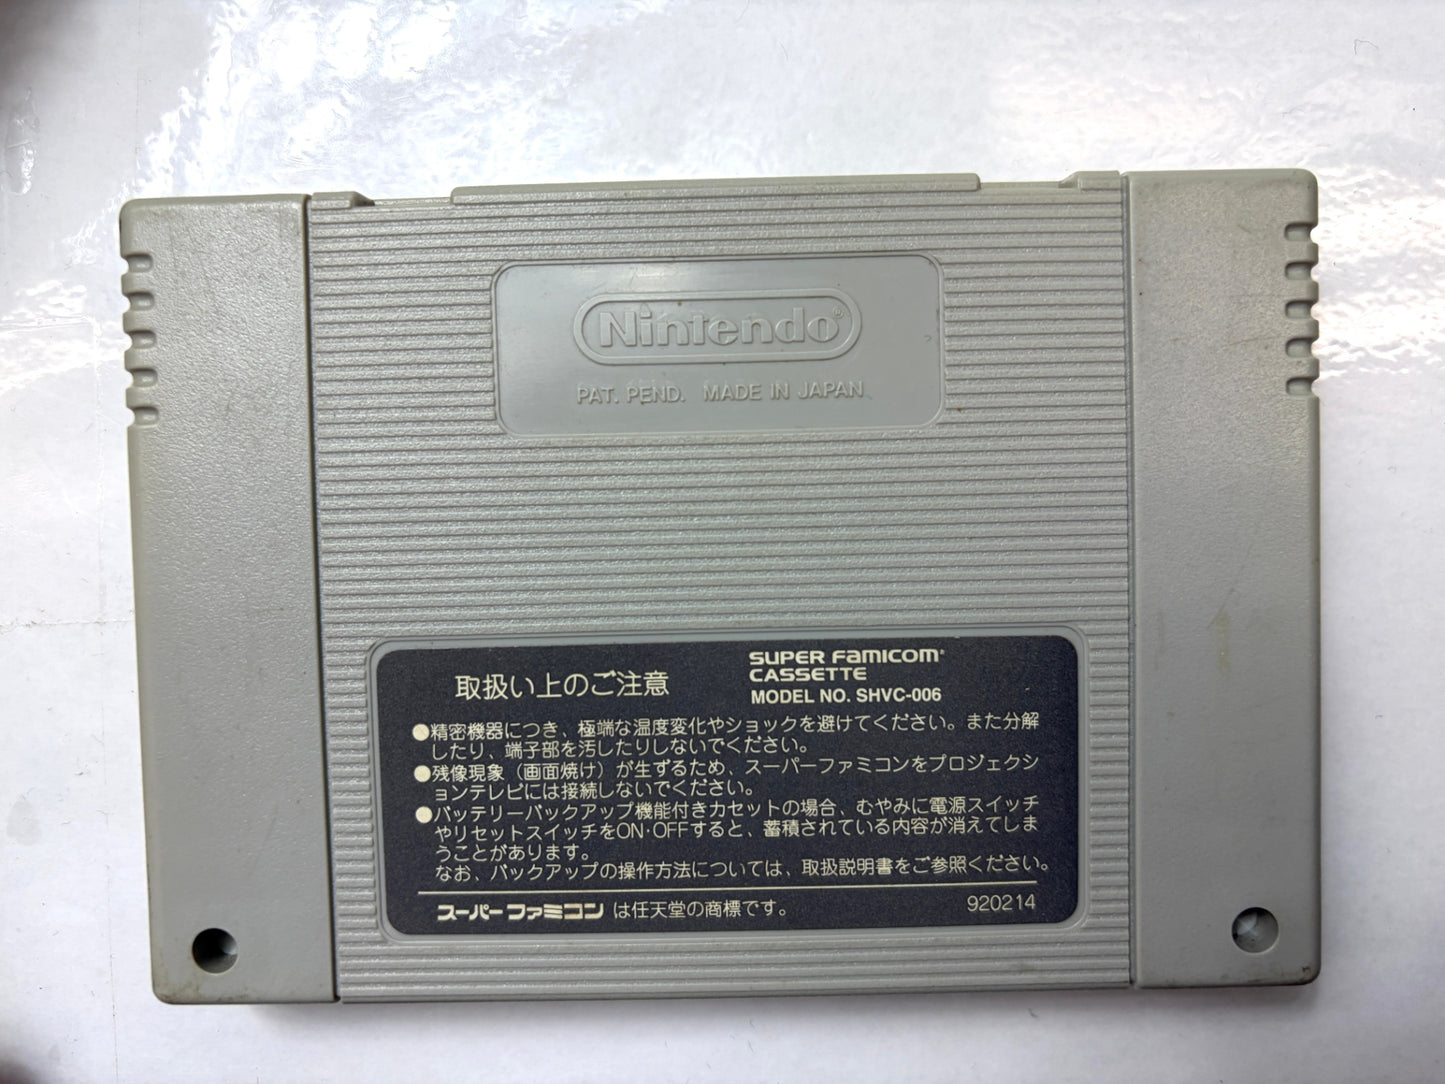 Nintendo®
PAT. PEND. MADE IN JAPAN
取扱い上のご注意
SUPER FAMICOM®
CASSETTE
MODEL NO. SHVC-006
●精密機器につき、極端な温度変化やショックを避けてください。また分解
したり、端子部を汚したりしないでください。
●残像現象（画面焼け）が生ずるため、スーパーファミコンをプロジェクシ
ョンテレビには接続しないでください。
●バッテリーバックアップ機能付きカセットの場合、むやみに電源スイッチ
やリセットスイッチをON･OFFすると、蓄積されている内容が消えてしま
うことがあります。
なお、バックアップの操作方法については、取扱説明書をご参照ください。
スーパーファミコン は任天堂の商標です。
920214